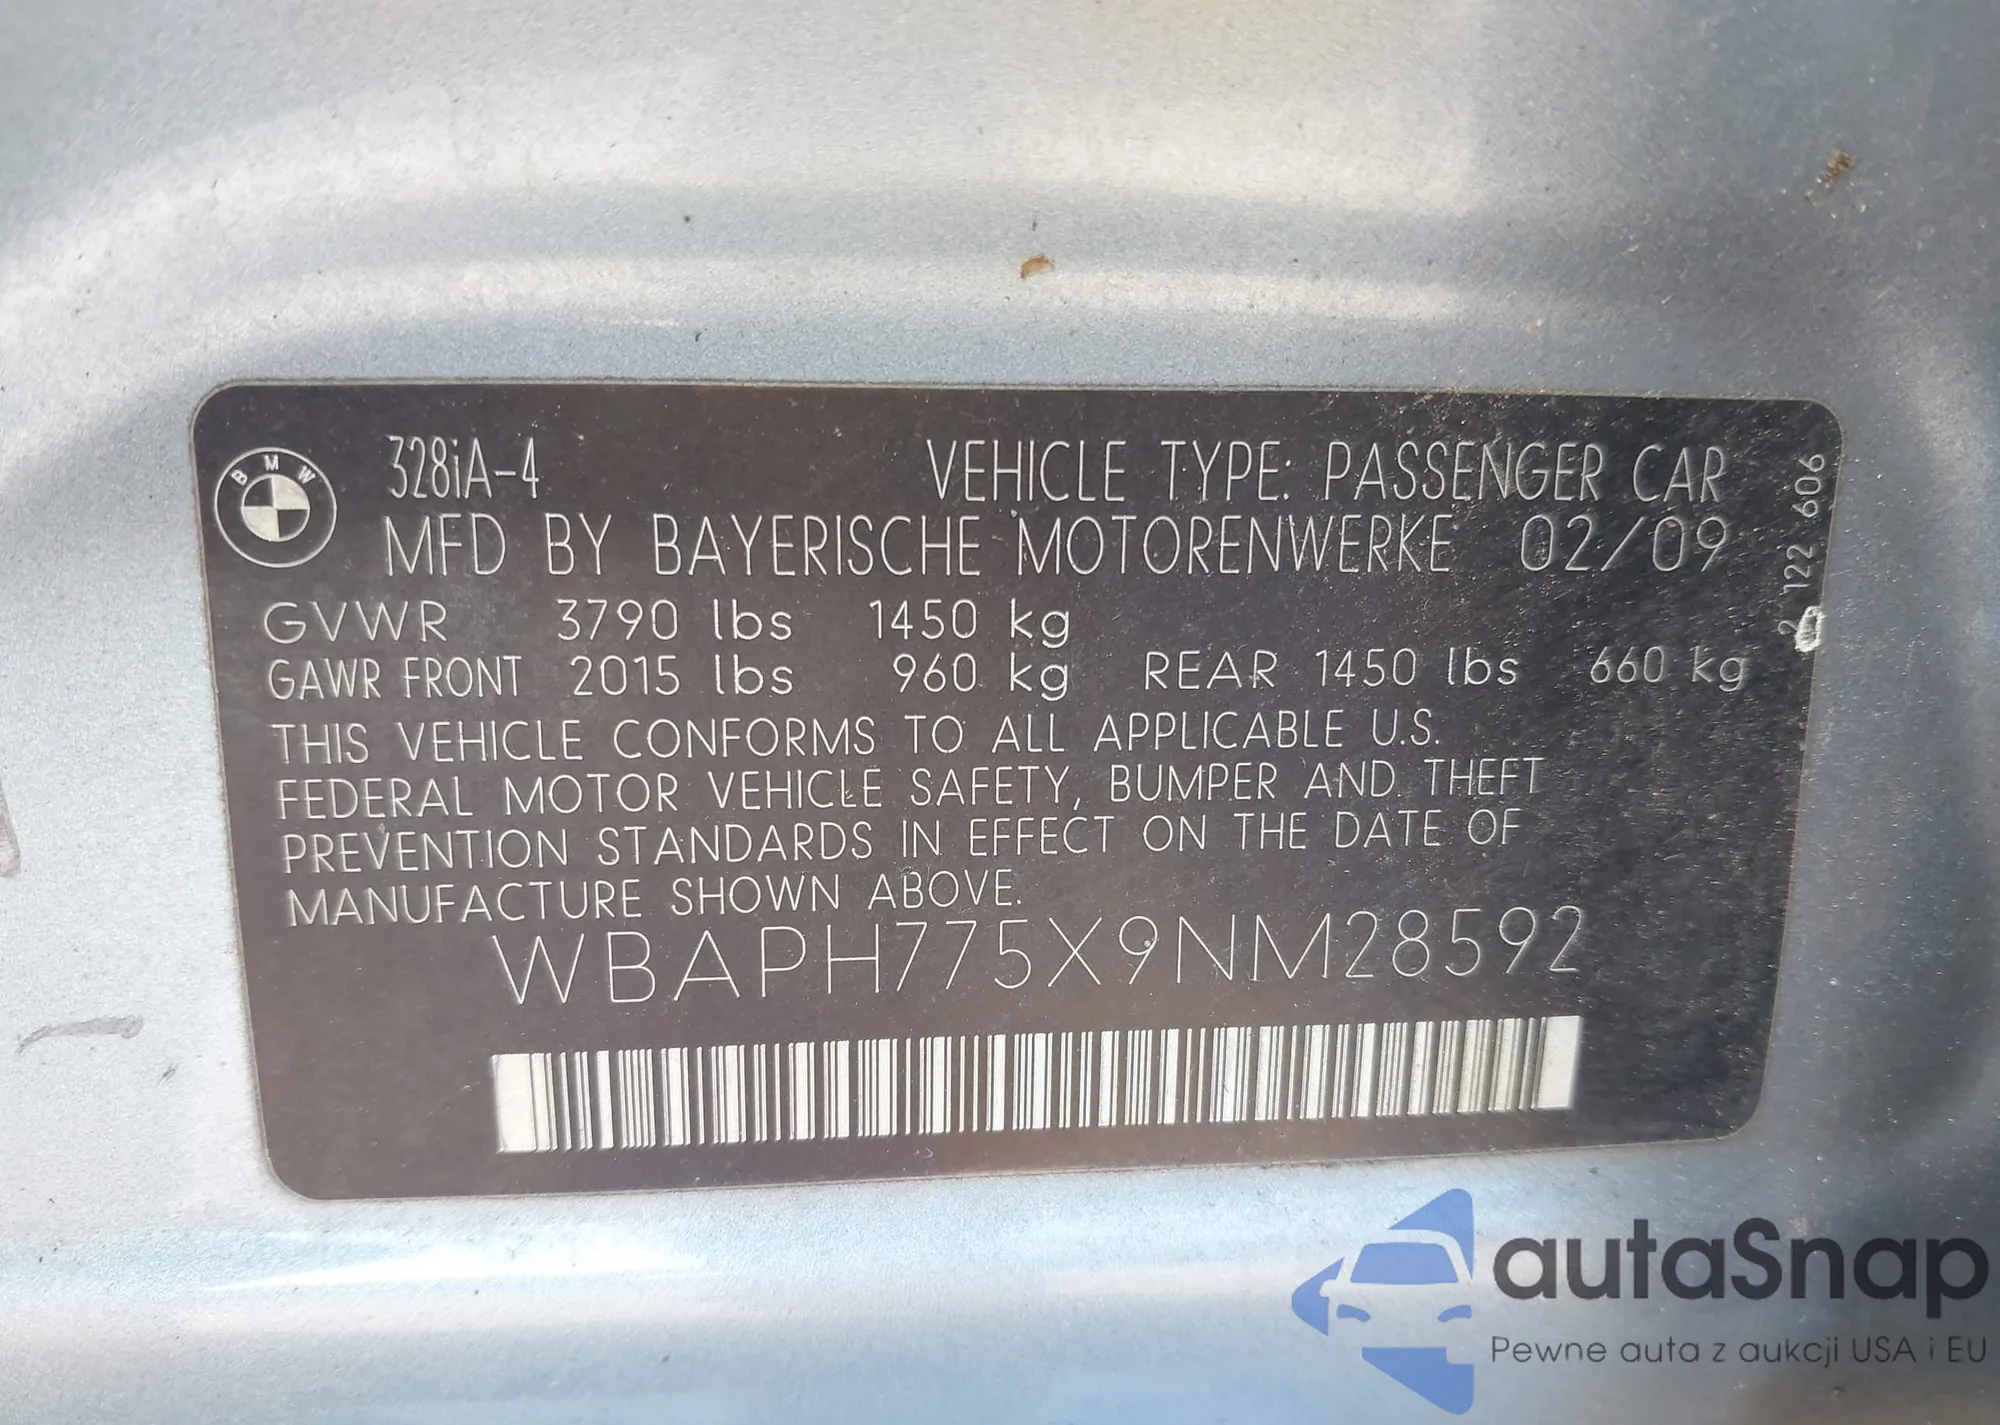 BMW
328iA-4 VEHICLE TYPE: PASSENGER CAR
MFD BY BAYERISCHE MOTORENWERKE 02/09
GVWR 3790 lbs 1450 kg
GAWR FRONT 2015 lbs 960 kg REAR 1450 lbs 660 kg
THIS VEHICLE CONFORMS TO ALL APPLICABLE U.S.
FEDERAL MOTOR VEHICLE SAFETY, BUMPER AND THEFT
PREVENTION STANDARDS IN EFFECT ON THE DATE OF
MANUFACTURE SHOWN ABOVE.
WBAPH775X9NM28592
2 122 606
autaSnap
Pewne auta z aukcji USA i EU